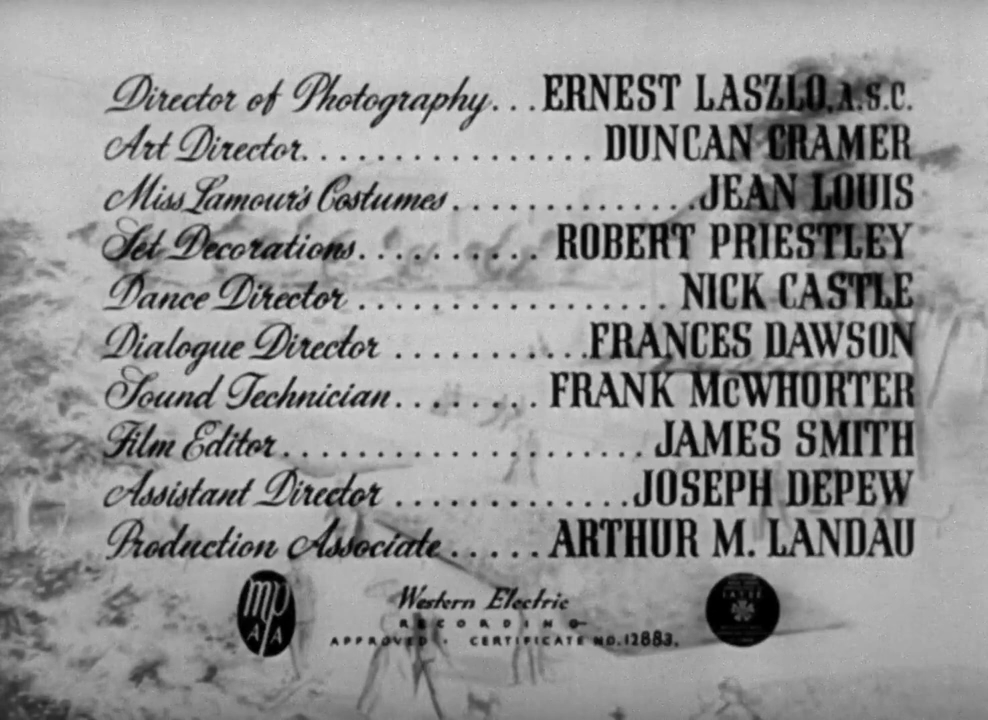 Director of Photography...ERNEST LASZLO, A.S.C.
Art Director................DUNCAN CRAMER
Miss Lamour's Costumes.............JEAN LOUIS
Set Decorations..........ROBERT PRIESTLEY
Dance Director..................NICK CASTLE
Dialogue Director............FRANCES DAWSON
Sound Technician........FRANK McWHORTER
Film Editor.....................JAMES SMITH
Assistant Director..............JOSEPH DEPEW
Production Associate.....ARTHUR M. LANDAU
MPAA
Western Electric
RECORDING
APPROVED · CERTIFICATE NO. 12883.